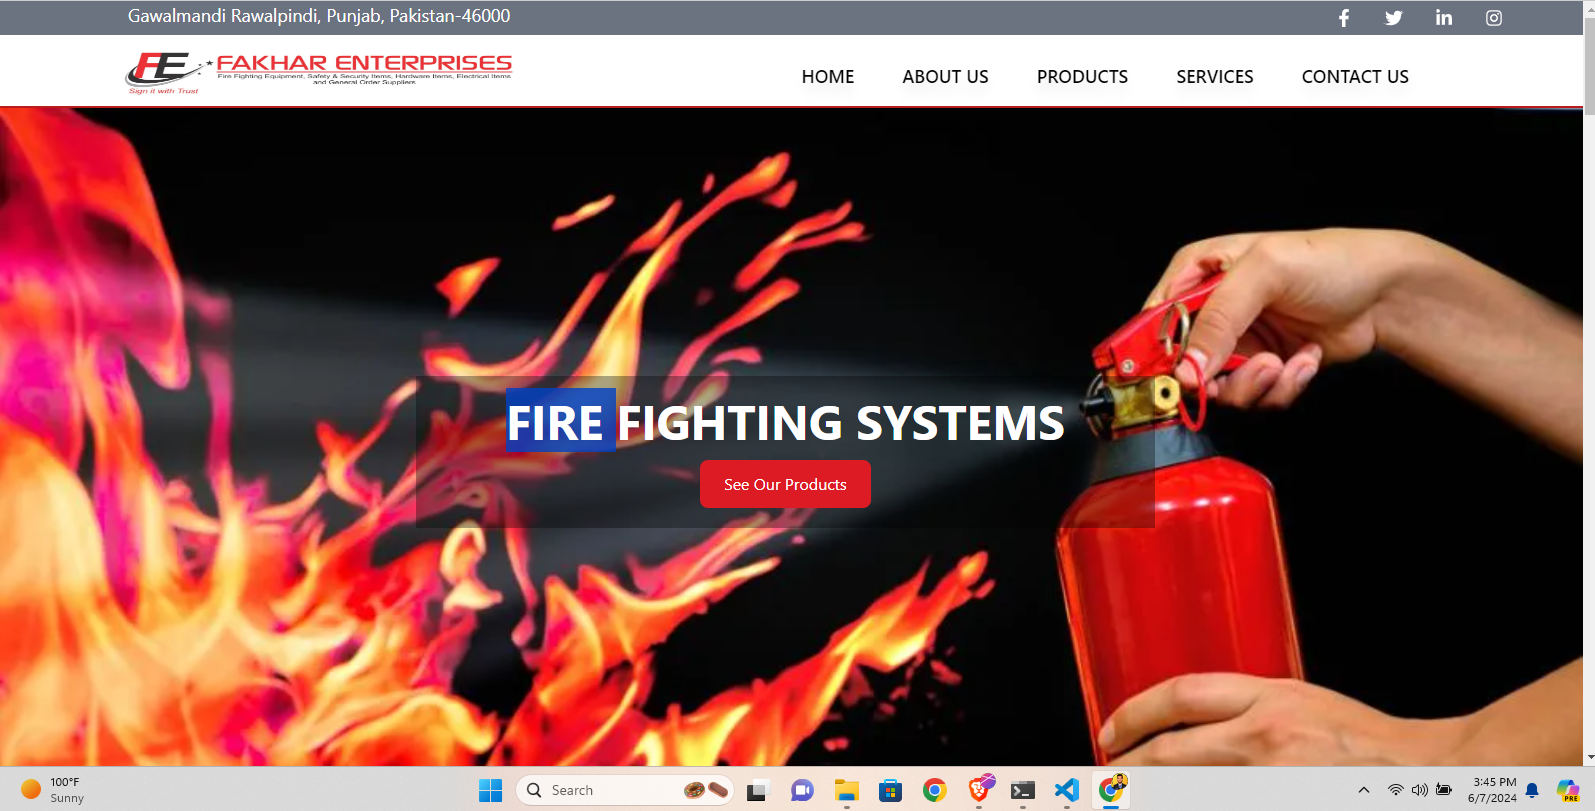 Gawalmandi Rawalpindi, Punjab, Pakistan-46000
FE
Sign it with Trust
FAKHAR ENTERPRISES
Fire Fighting Equipment, Safety & Security Items, Hardware Items, Electrical Items
and General Order Suppliers
HOME ABOUT US PRODUCTS SERVICES CONTACT US
FIRE FIGHTING SYSTEMS
See Our Products
100°F
Sunny
Search
3:45 PM
6/7/2024
PRE